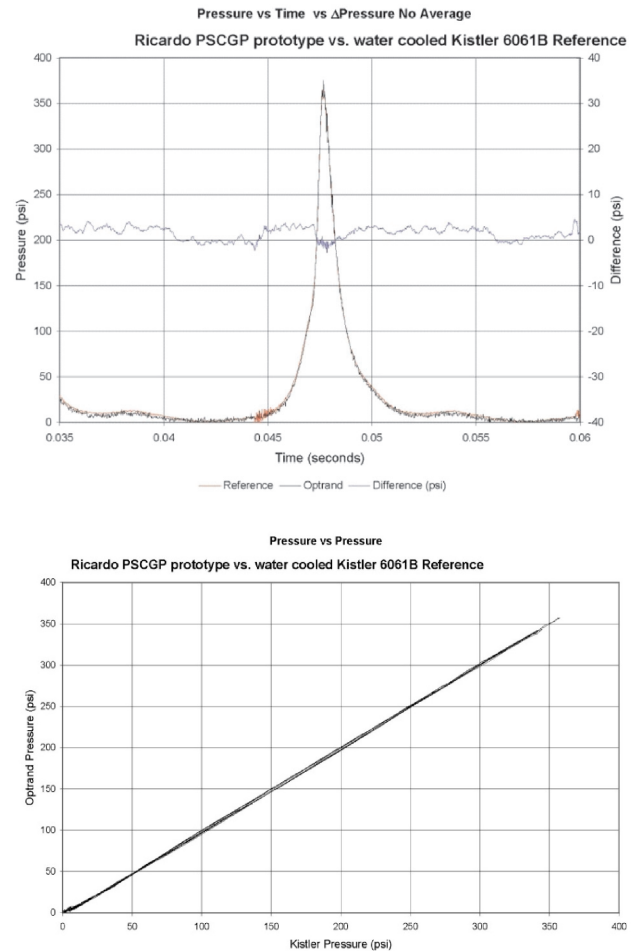 Pressure vs Time vs ΔPressure No Average
Ricardo PSCGP prototype vs. water cooled Kistler 6061B Reference
400
350
300
250
200
150
100
50
0
Pressure (psi)
40
30
20
10
0
-10
-20
-30
-40
Difference (psi)
0.035 0.04 0.045 0.05 0.055 0.06
Time (seconds)
Reference Optrand Difference (psi)
Pressure vs Pressure
Ricardo PSCGP prototype vs. water cooled Kistler 6061B Reference
400
350
300
250
200
150
100
50
0
Optrand Pressure (psi)
0 50 100 150 200 250 300 350 400
Kistler Pressure (psi)